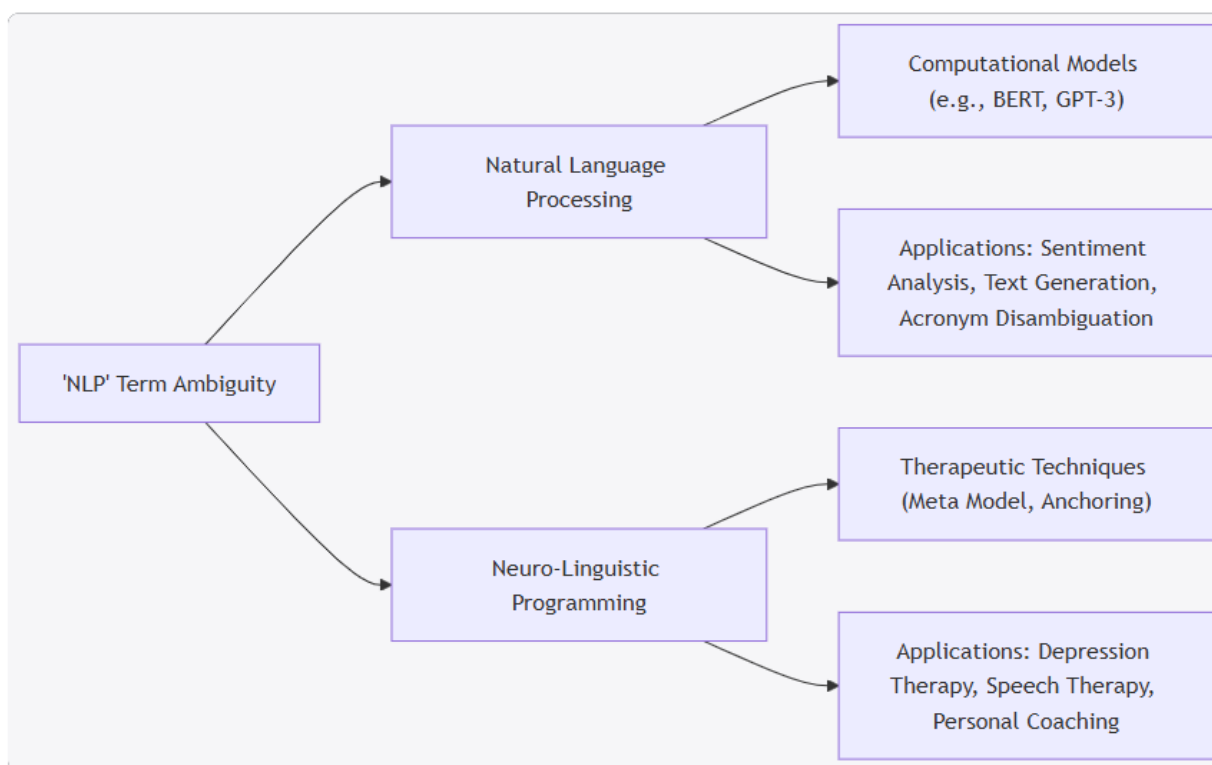 'NLP' Term Ambiguity
Natural Language
Processing
Neuro-Linguistic
Programming
Computational Models
(e.g., BERT, GPT-3)
Applications: Sentiment
Analysis, Text Generation,
Acronym Disambiguation
Therapeutic Techniques
(Meta Model, Anchoring)
Applications: Depression
Therapy, Speech Therapy,
Personal Coaching